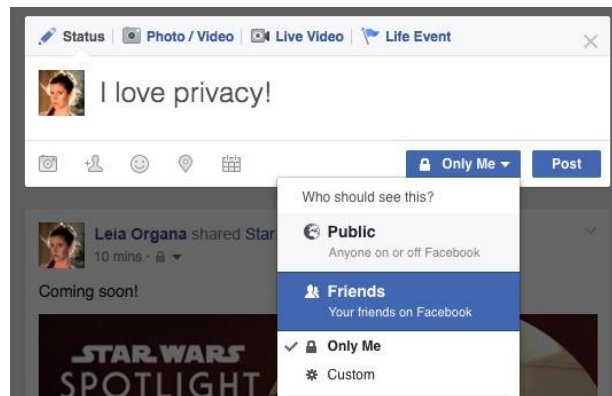 Status
Photo / Video
Live Video
Life Event
I love privacy!
Only Me
Post
Who should see this?
Public
Anyone on or off Facebook
Friends
Your friends on Facebook
Only Me
Custom
Leia Organa shared Star
10 mins ·
Coming soon!
STAR WARS
SPOTLIGHT